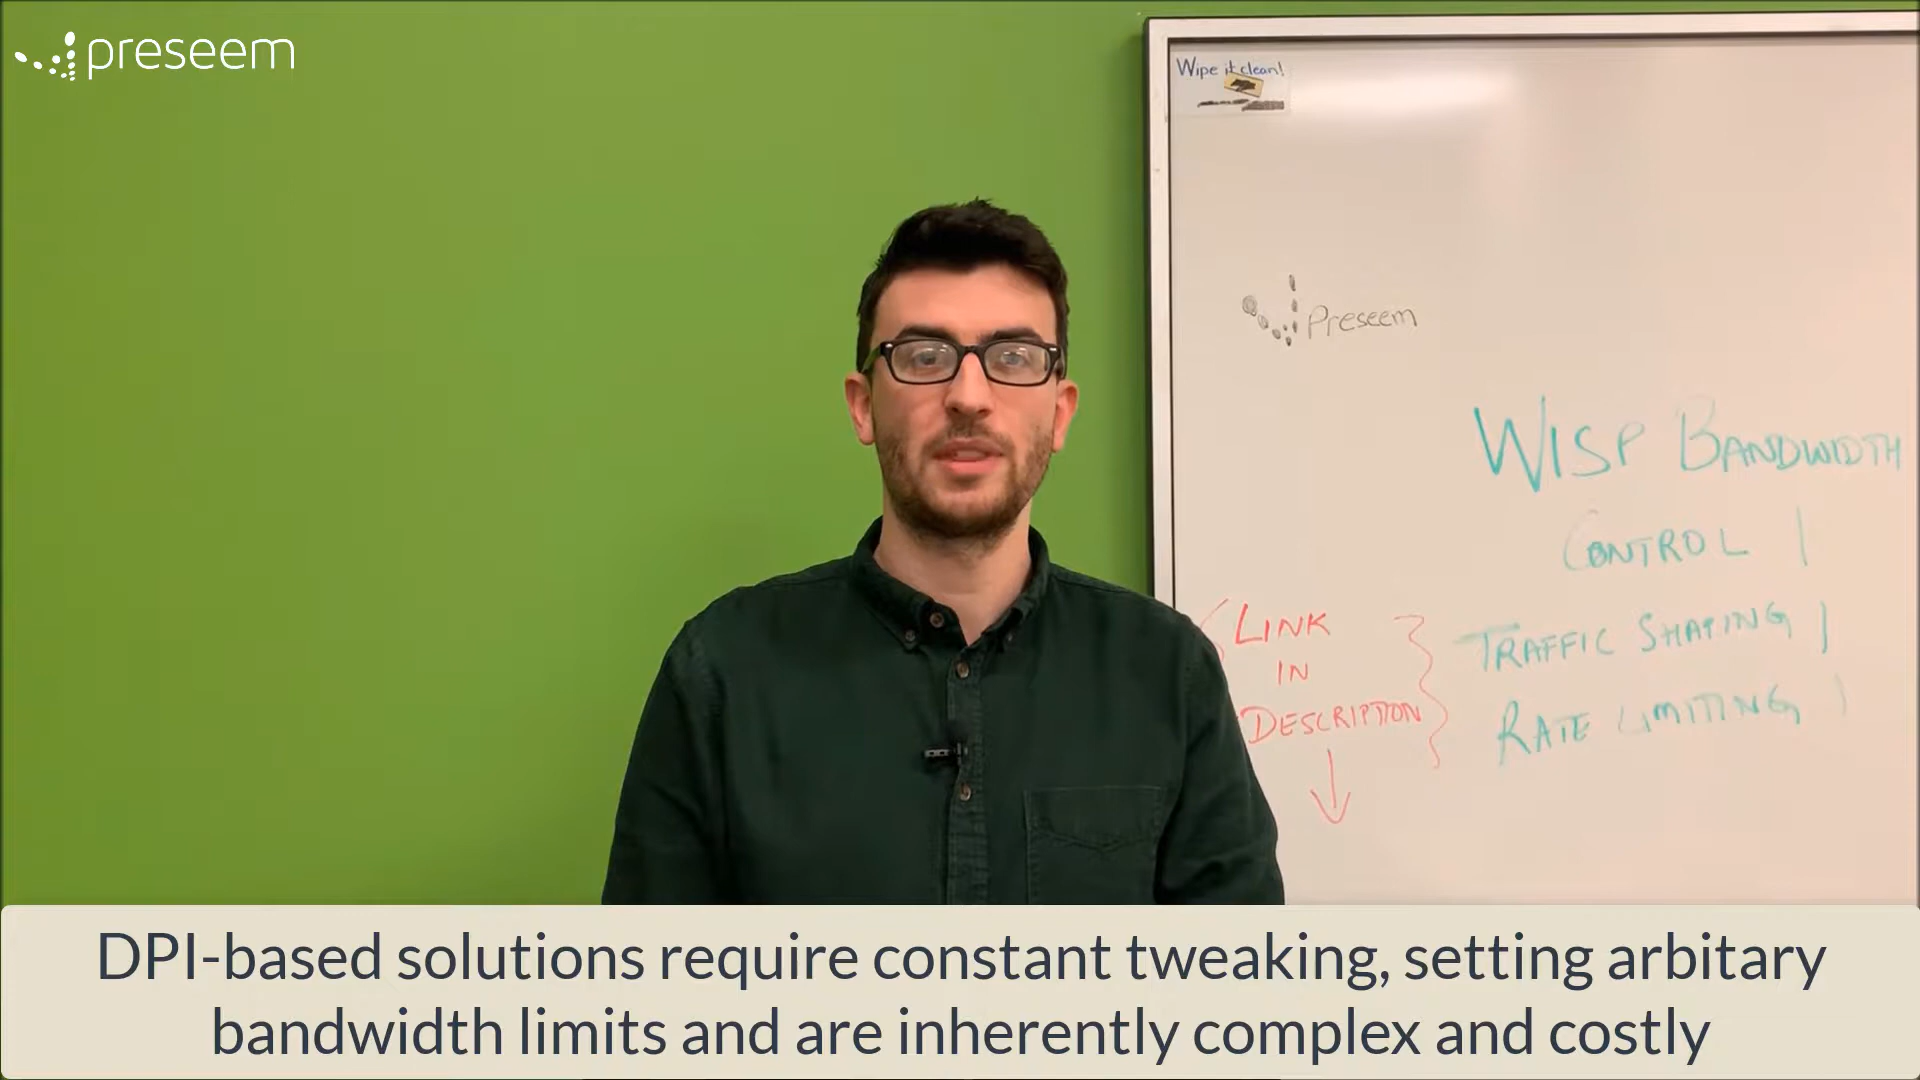 preseem
Wipe it clean!
Preseem
WISP BANDWIDTH
CONTROL |
TRAFFIC SHAPING |
RATE LIMITING |
LINK
IN
DESCRIPTION
DPI-based solutions require constant tweaking, setting arbitary
bandwidth limits and are inherently complex and costly